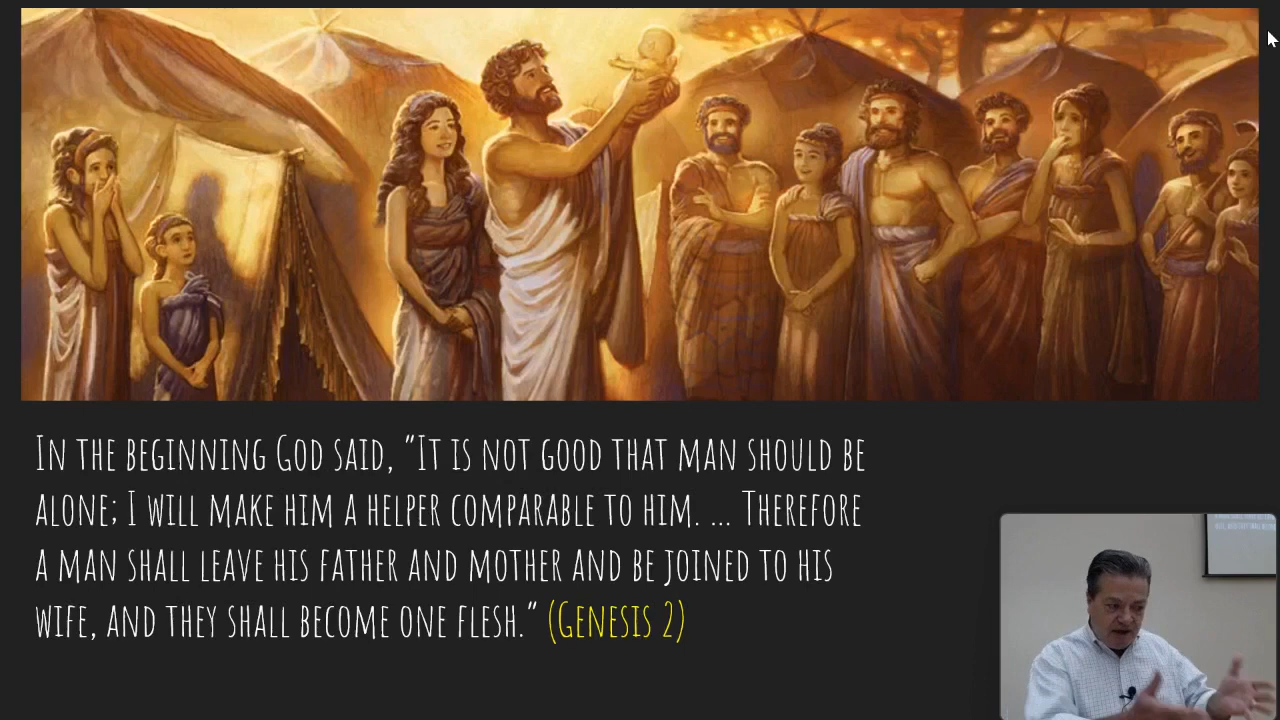 In the beginning God said, "It is not good that man should be
alone; I will make him a helper comparable to him. ... Therefore
a man shall leave his father and mother and be joined to his
wife, and they shall become one flesh." (Genesis 2)